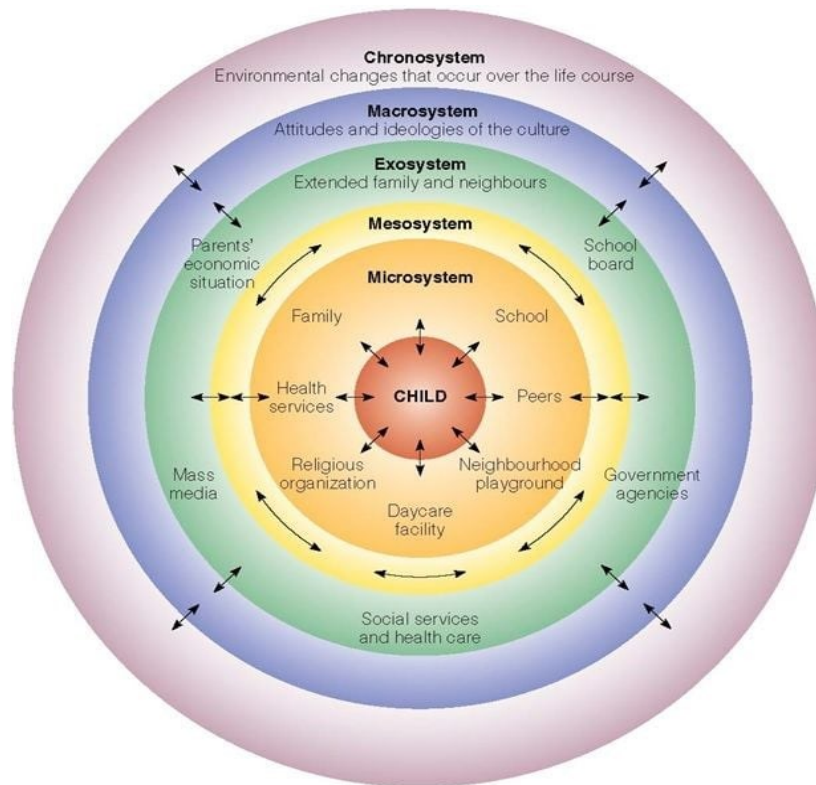 Chronosystem
Environmental changes that occur over the life course
Macrosystem
Attitudes and ideologies of the culture
Exosystem
Extended family and neighbours
Mesosystem
Parents'
economic
situation
School
board
Microsystem
Family
School
Health
services
CHILD
Peers
Religious
organization
Neighbourhood
playground
Mass
media
Government
agencies
Daycare
facility
Social services
and health care